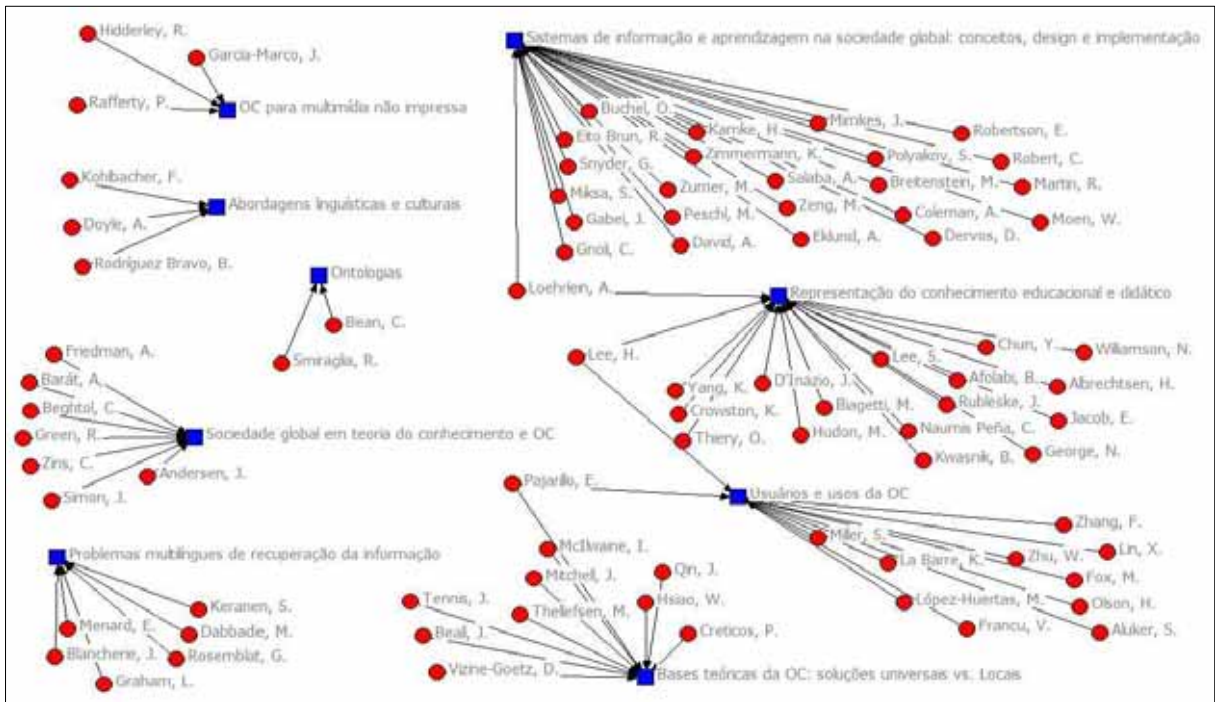 Hidderley, R.
Garcia-Marco, J.
Rafferty, P.
OC para multimídia não impressa
Kohlbacher, F.
Abordagens linguísticas e culturais
Doyle, A.
Rodríguez Bravo, B.
Ontologias
Bean, C.
Smiraglia, R.
Friedman, A.
Barát, A.
Beghtol, C.
Green, R.
Sociedade global em teoria do conhecimento e OC
Zins, C.
Andersen, J.
Simon, J.
Problemas multilíngues de recuperação da informação
Keranen, S.
Menard, E.
Dabbadie, M.
Blancherie, J.
Rosemblat, G.
Graham, L.
Sistemas de informação e aprendizagem na sociedade global: conceitos, design e implementação
Buchel, O.
Mimkes, J.
Kamke, H.
Robertson, E.
Eito Brun, R.
Zimmermann, K.
Polyakov, S.
Robert, C.
Snyder, G.
Salaba, A.
Breitenstein, M.
Martin, R.
Miksa, S.
Zumer, M.
Zeng, M.
Coleman, A.
Moen, W.
Gabel, J.
Peschl, M.
Gnoli, C.
David, A.
Eklund, A.
Dervos, D.
Loehrlein, A.
Representação do conhecimento educacional e didático
Lee, H.
Lee, S.
Chun, Y.
Williamson, N.
Yang, K.
D'Inazio, J.
Afolabi, B.
Albrechtsen, H.
Crowston, K.
Biagetti, M.
Rubleske, J.
Jacob, E.
Thiery, O.
Hudon, M.
Naumis Peña, C.
George, N.
Kwasnik, B.
Pajarillo, E.
Usuários e usos da OC
Zhang, F.
Miler, S.
McIlwaine, I.
La Barre, K.
Zhu, W.
Lin, X.
Mitchell, J.
Qin, J.
Fox, M.
Tennis, J.
Thellefsen, M.
Hsiao, W.
López-Huertas, M.
Olson, H.
Beall, J.
Creticos, P.
Francu, V.
Aluker, S.
Vizine-Goetz, D.
Bases teóricas da OC: soluções universais vs. Locais